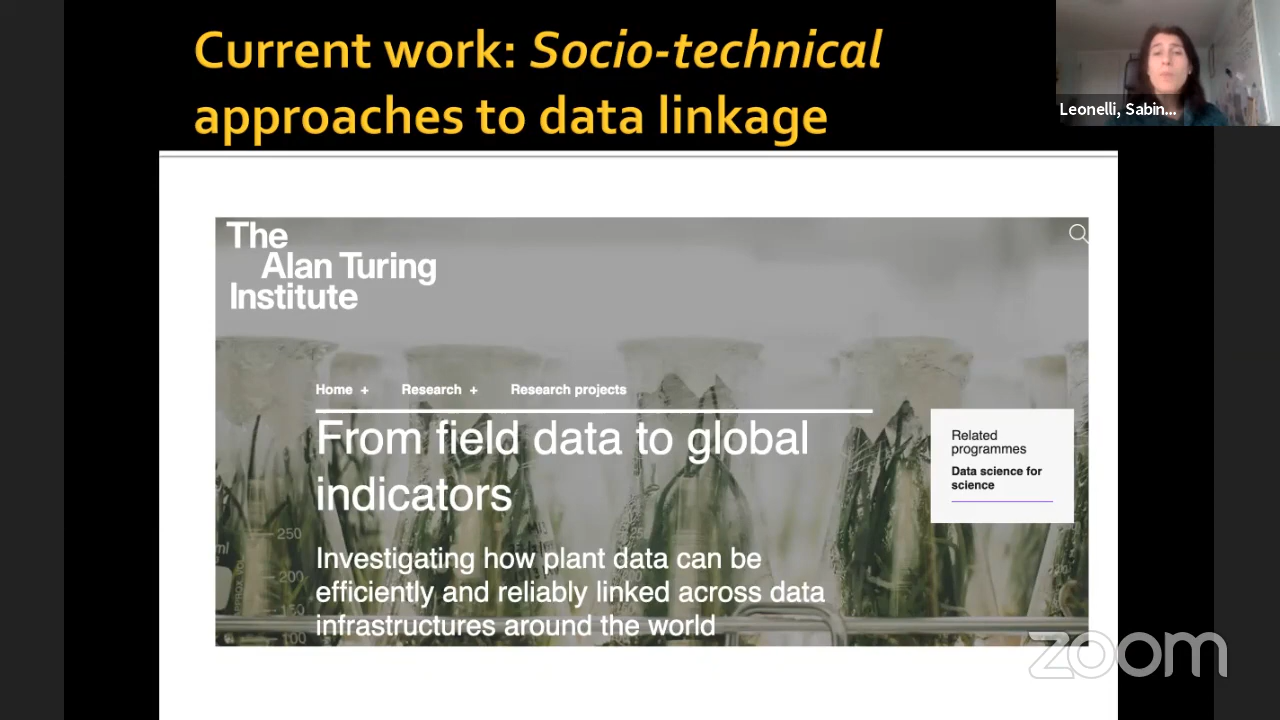 Current work: Socio-technical
approaches to data linkage
Leonelli, Sabin...
The
Alan Turing
Institute
Home + Research + Research projects
From field data to global
indicators
Investigating how plant data can be
efficiently and reliably linked across data
infrastructures around the world
Related
programmes
Data science for
science
250
200
150
100
zoom